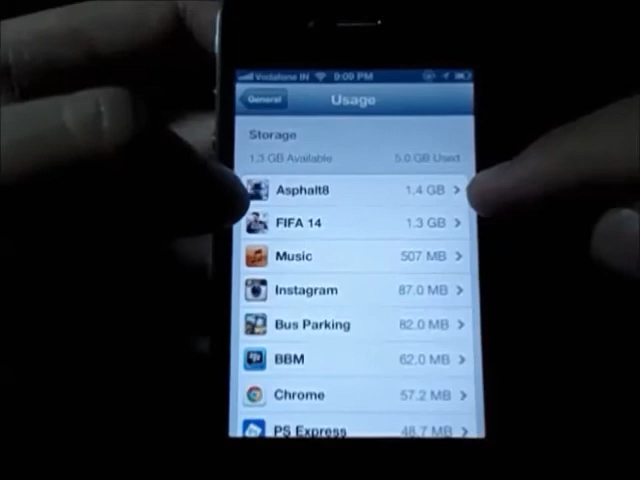 Vodafone IN 9:09 PM
General Usage
Storage
1.3 GB Available 5.0 GB Used
Asphalt8 1.4 GB
FIFA 14 1.3 GB
Music 507 MB
Instagram 87.0 MB
Bus Parking 82.0 MB
BBM 62.0 MB
Chrome 57.2 MB
PS Express 48.7 MB